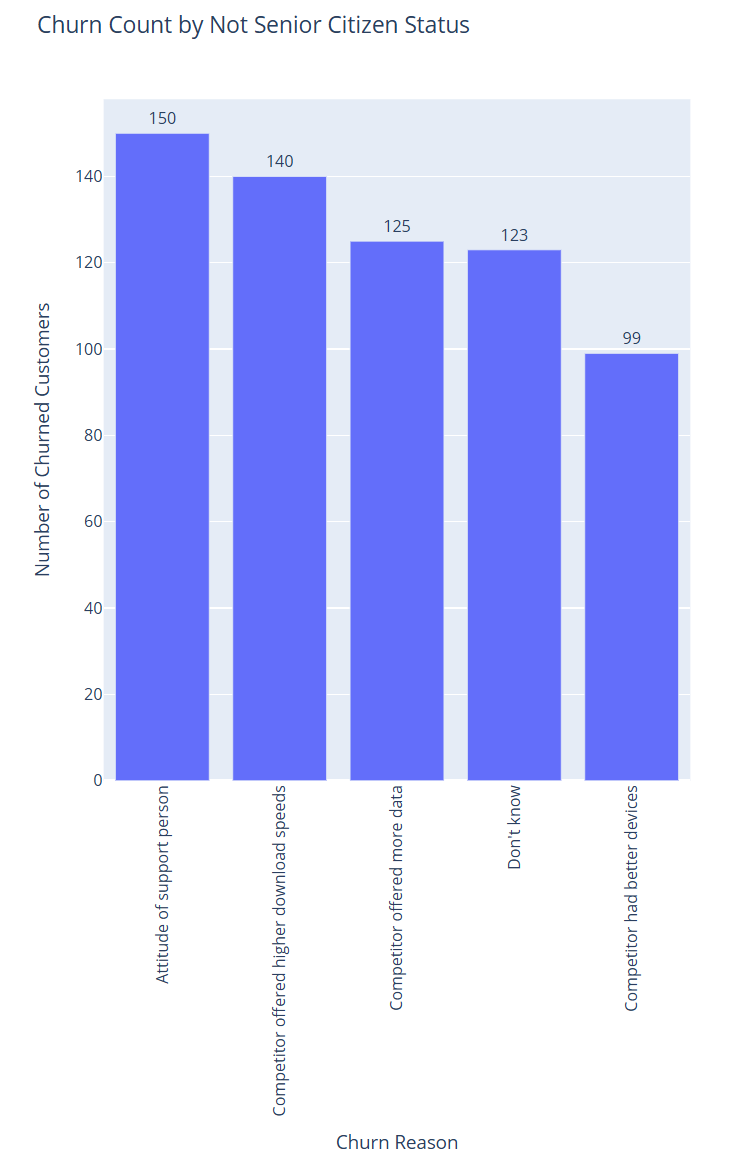 Churn Count by Not Senior Citizen Status
Number of Churned Customers
150
140
125
123
99
140
120
100
80
60
40
20
0
Attitude of support person
Competitor offered higher download speeds
Competitor offered more data
Don't know
Competitor had better devices
Churn Reason